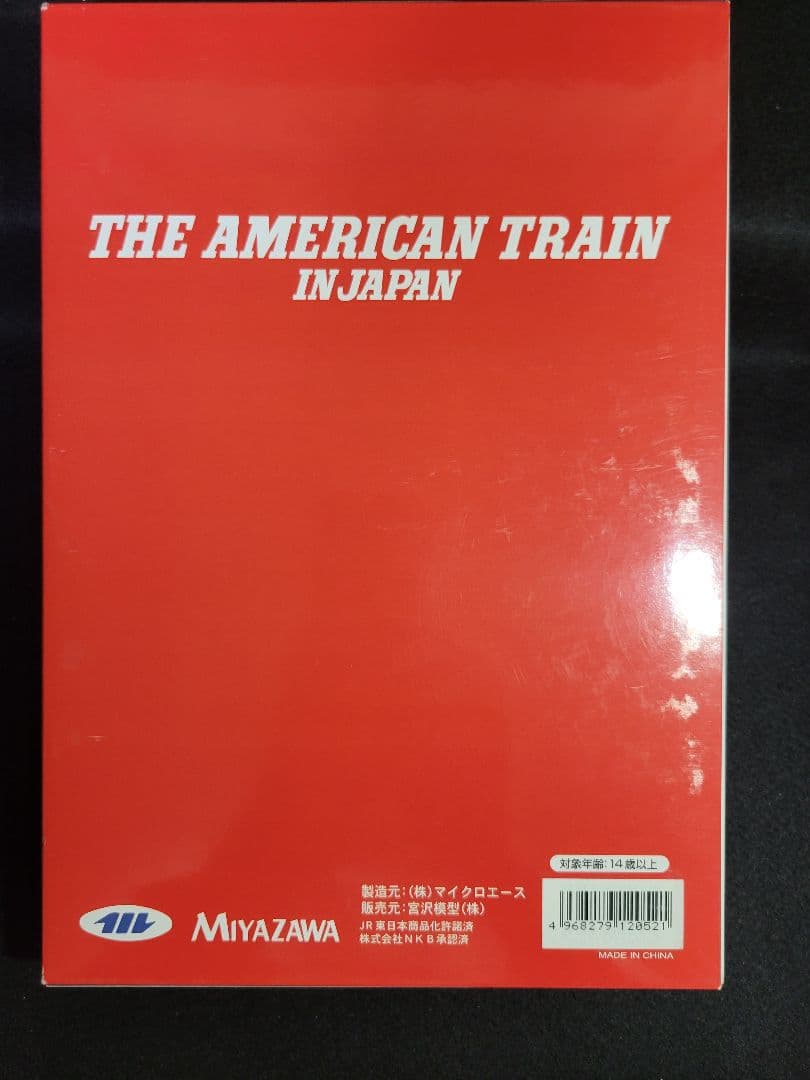 THE AMERICAN TRAIN
IN JAPAN
対象年齢:14歳以上
製造元:(株)マイクロエース
販売元:宮沢模型(株)
JR東日本商品化許諾済
株式会社NKB承認済
MIYAZAWA
4 968279 120521
MADE IN CHINA